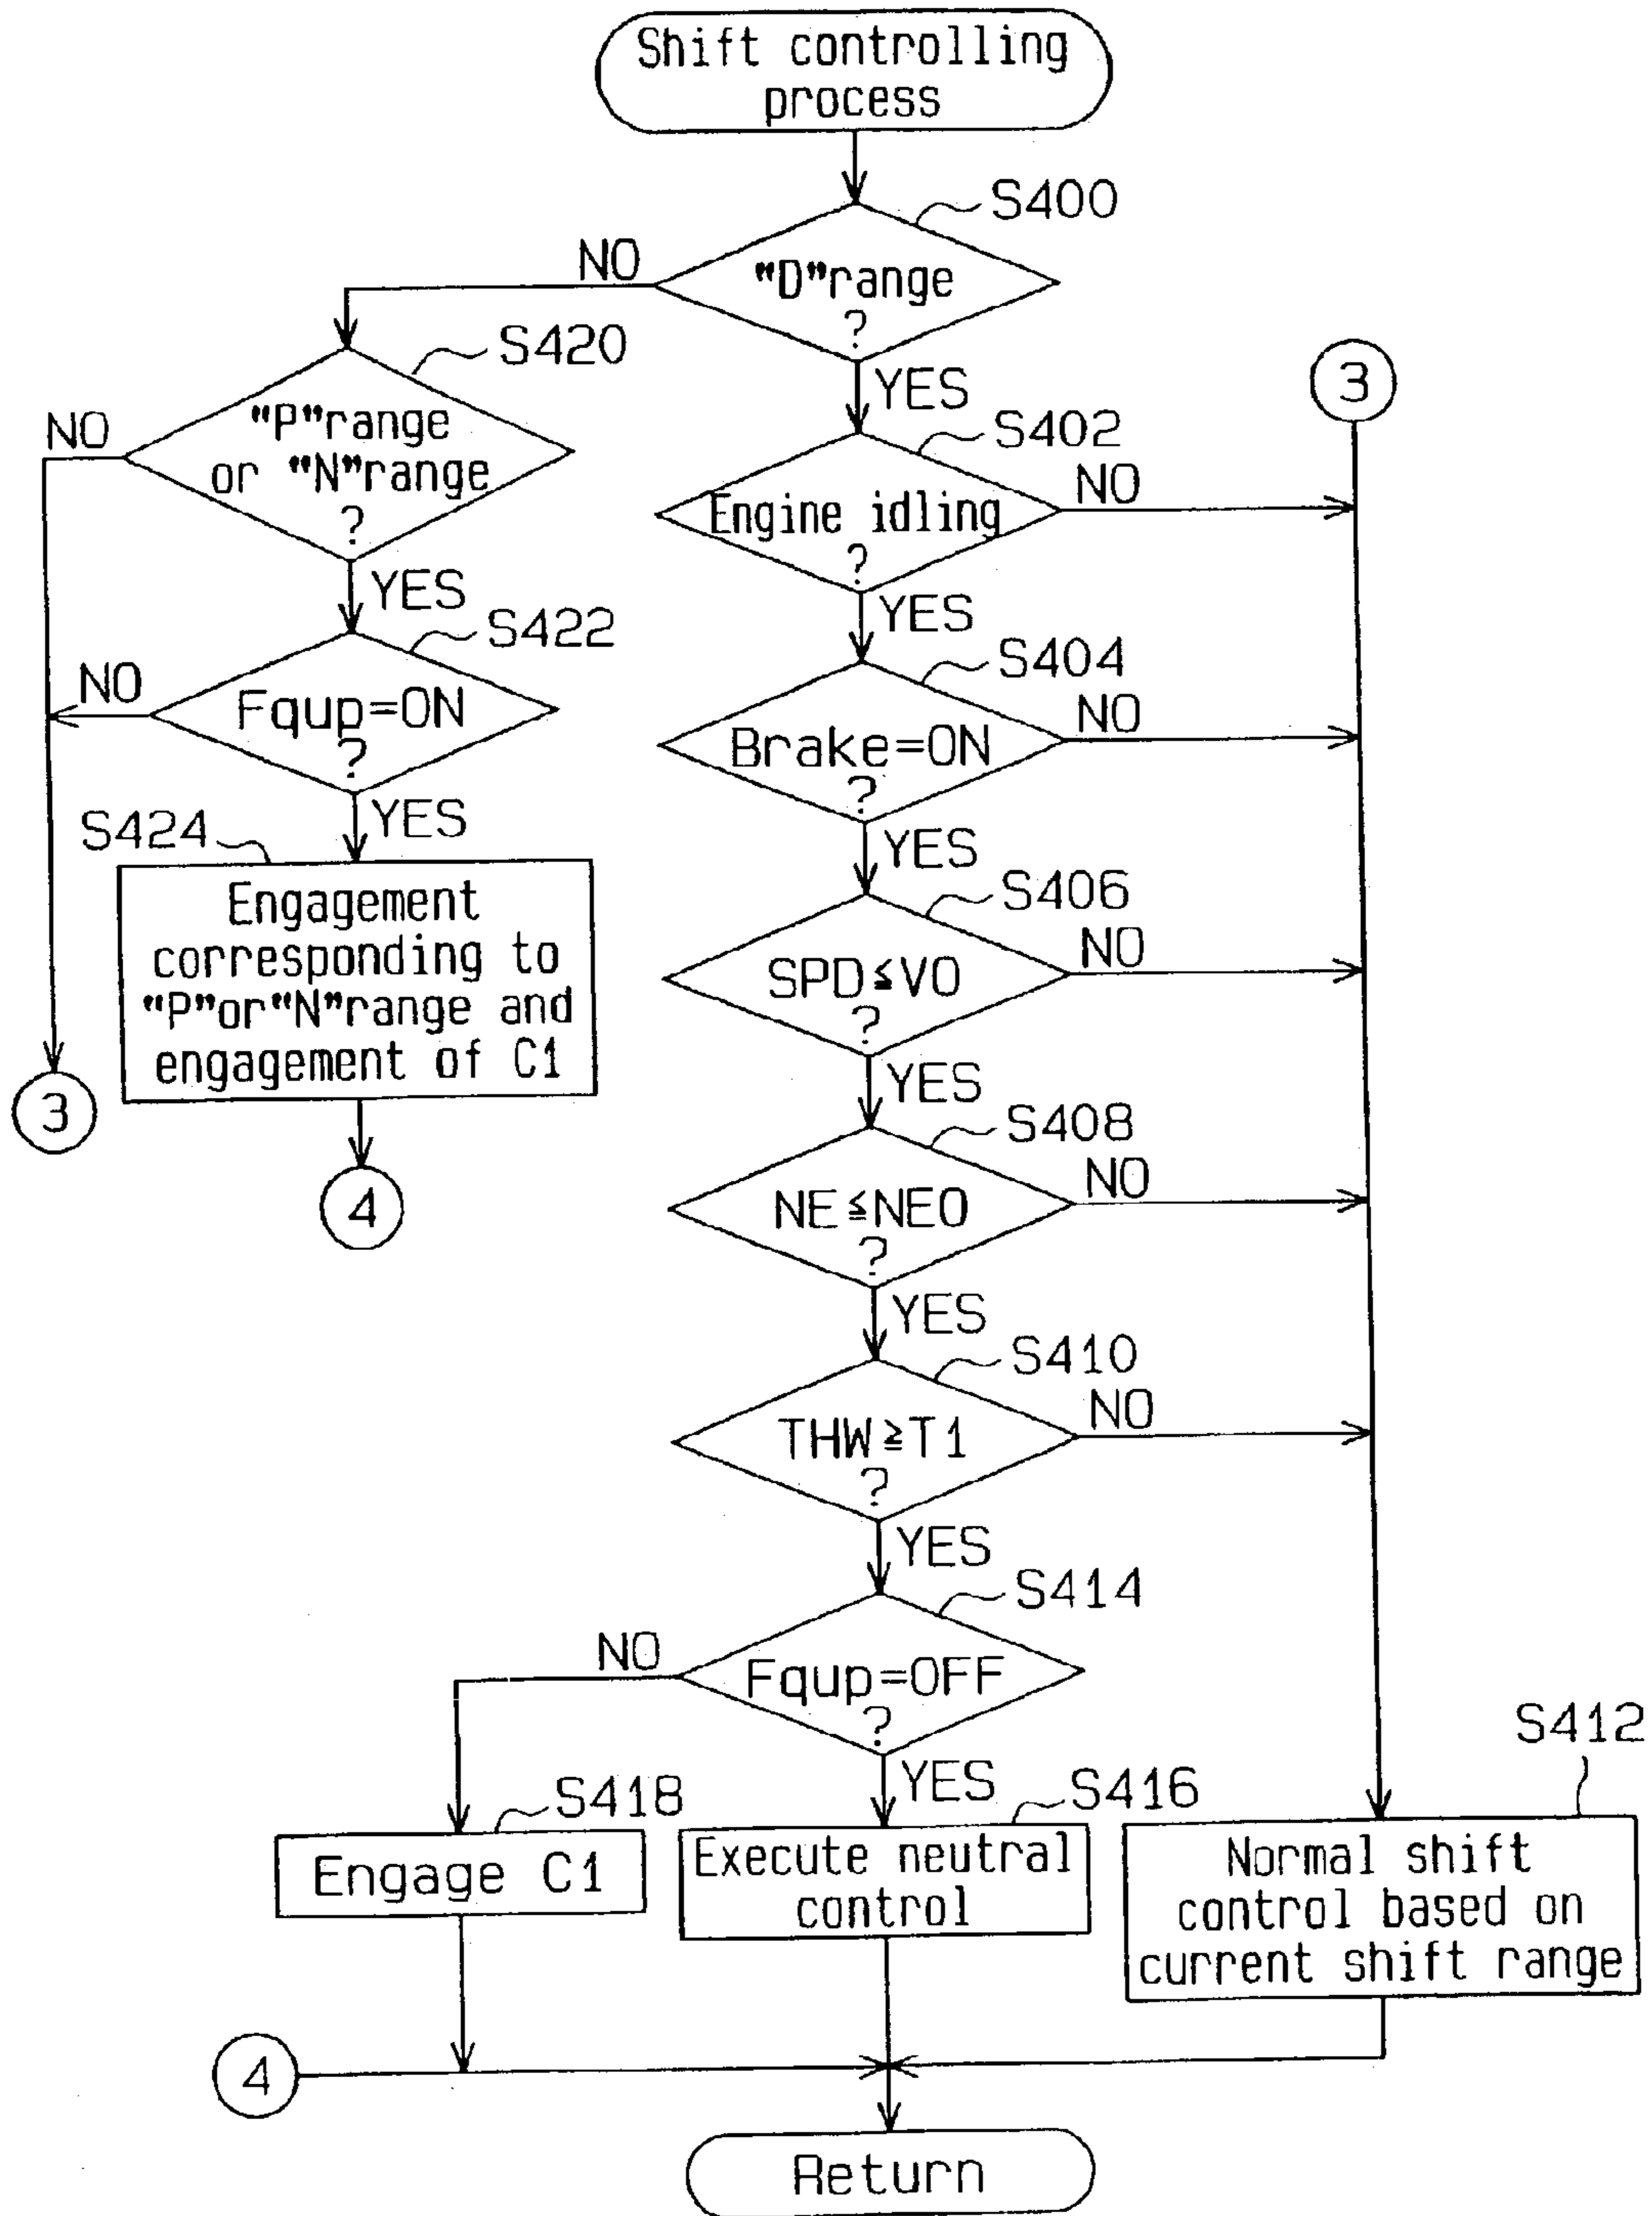 Shift controlling
process
S400
"D"range
?
NO
YES
S420
"P"range
or "N"range
?
NO
YES
S422
Fqup=ON
?
NO
YES
S424
Engagement
corresponding to
"P"or"N"range and
engagement of C1
3
4
3
S402
Engine idling
?
NO
YES
S404
Brake=ON
?
NO
YES
S406
SPD≦V0
?
NO
YES
S408
NE≦NE0
?
NO
YES
S410
THW≧T1
?
NO
YES
S414
Fqup=OFF
?
NO
YES
S418
Engage C1
S416
Execute neutral
control
S412
Normal shift
control based on
current shift range
4
Return